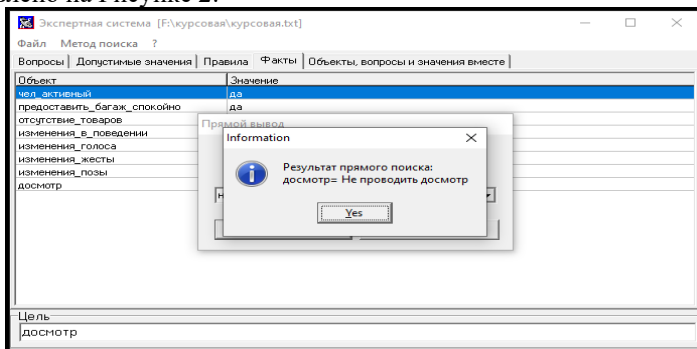 влено на Рисунке 2.
Экспертная система [F:\курсовая\курсовая.txt]
Файл Метод поиска ?
Вопросы Допустимые значения Правила Факты Объекты, вопросы и значения вместе
Объект Значение
чел_активный да
предоставить_багаж_спокойно да
отсутствие_товаров
изменения_в_поведении
изменения_голоса
изменения_жесты
изменения_позы
досмотр
Прямой вывод
Information
Результат прямого поиска:
досмотр= Не проводить досмотр
Yes
Цель
досмотр